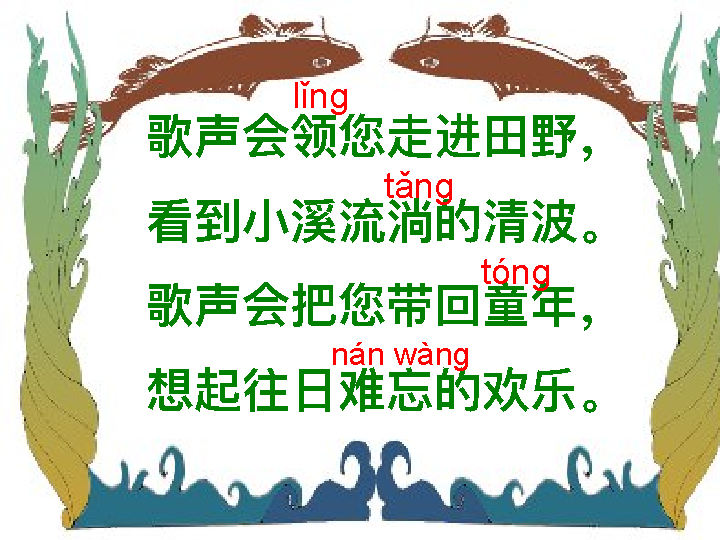 lǐng
歌声会领您走进田野，
tǎng
看到小溪流淌的清波。
tóng
歌声会把您带回童年，
nán wàng
想起往日难忘的欢乐。